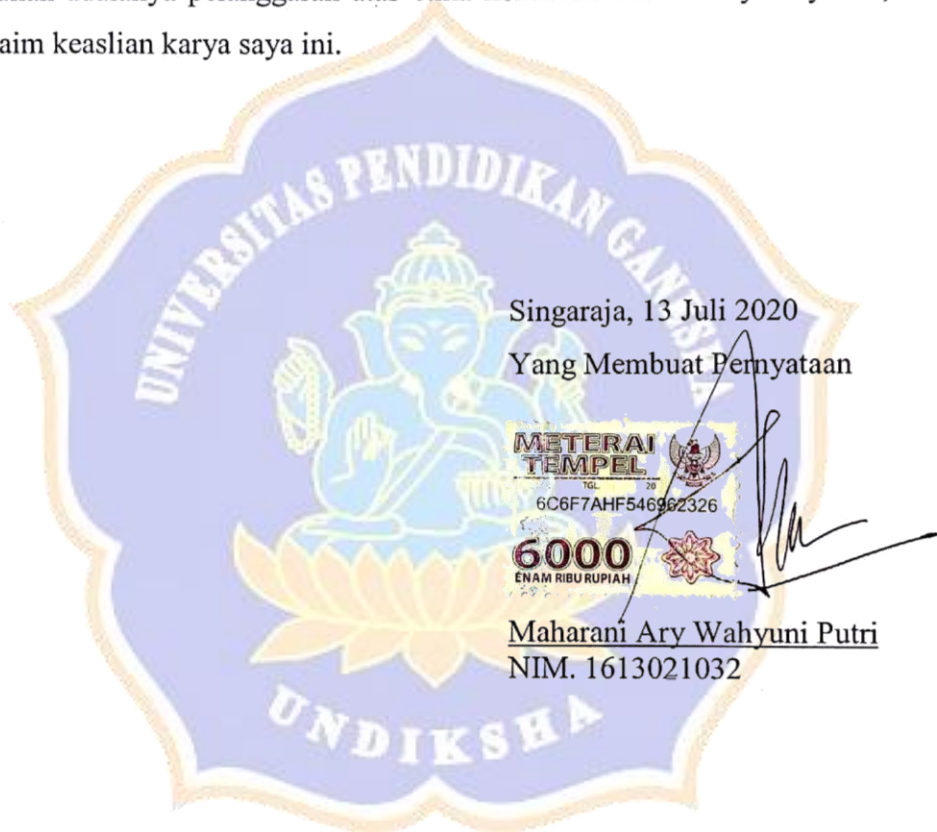 aim keaslian karya saya ini.
UNIVERSITAS PENDIDIKAN GANESHA
Singaraja, 13 Juli 2020
Yang Membuat Pernyataan
METERAI
TEMPEL
TGL. 20
6C6F7AHF546962326
6000
ENAM RIBU RUPIAH
Maharani Ary Wahyuni Putri
NIM. 1613021032
UNDIKSHA